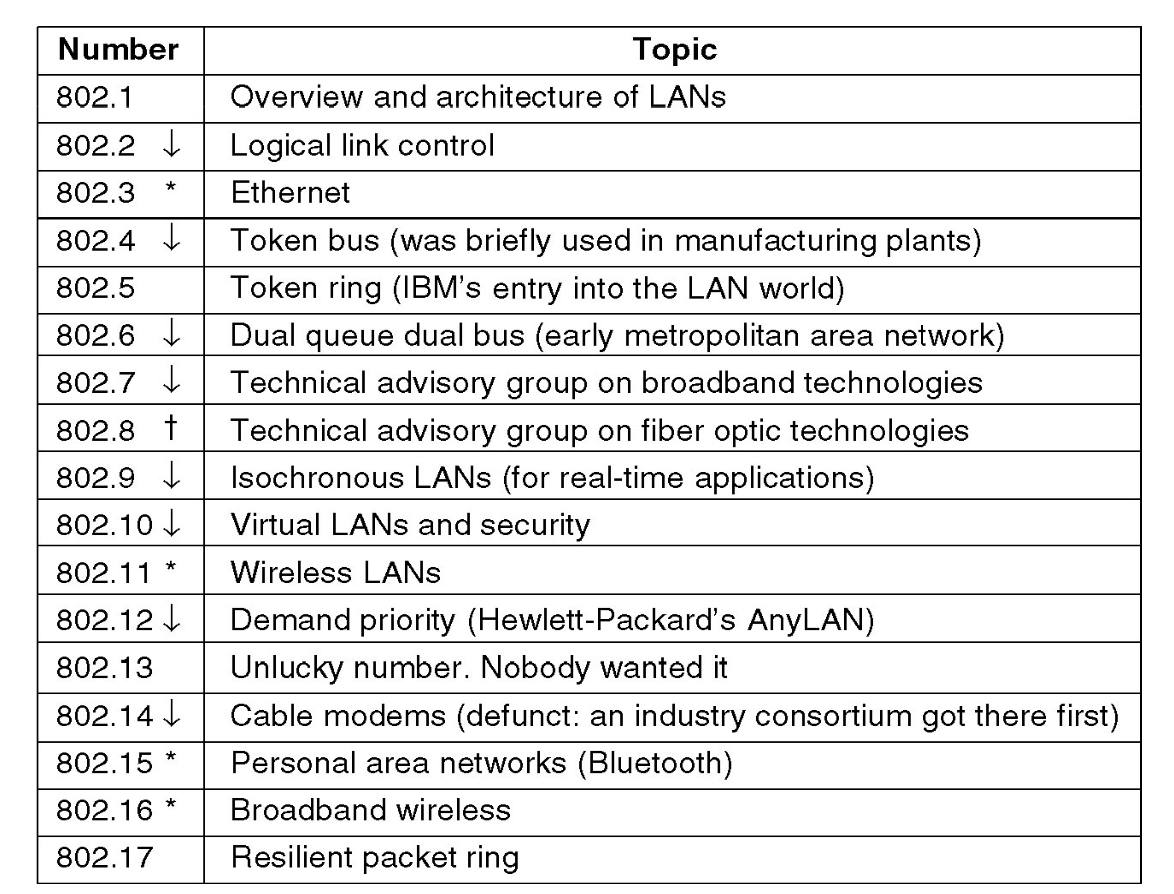 Number Topic
802.1 Overview and architecture of LANs
802.2 ↓ Logical link control
802.3 * Ethernet
802.4 ↓ Token bus (was briefly used in manufacturing plants)
802.5 Token ring (IBM's entry into the LAN world)
802.6 ↓ Dual queue dual bus (early metropolitan area network)
802.7 ↓ Technical advisory group on broadband technologies
802.8 † Technical advisory group on fiber optic technologies
802.9 ↓ Isochronous LANs (for real-time applications)
802.10 ↓ Virtual LANs and security
802.11 * Wireless LANs
802.12 ↓ Demand priority (Hewlett-Packard's AnyLAN)
802.13 Unlucky number. Nobody wanted it
802.14 ↓ Cable modems (defunct: an industry consortium got there first)
802.15 * Personal area networks (Bluetooth)
802.16 * Broadband wireless
802.17 Resilient packet ring